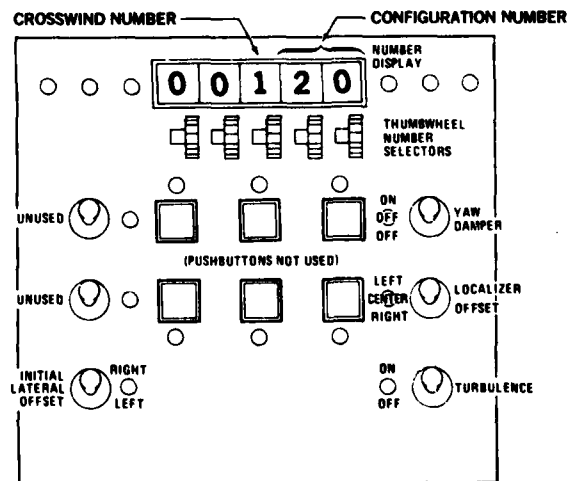 CROSSWIND NUMBER
CONFIGURATION NUMBER
NUMBER
DISPLAY
0 0 1 2 0
THUMBWHEEL
NUMBER
SELECTORS
UNUSED
ON
OFF
OFF
YAW
DAMPER
(PUSHBUTTONS NOT USED)
UNUSED
LEFT
CENTER
RIGHT
LOCALIZER
OFFSET
INITIAL
LATERAL
OFFSET
RIGHT
LEFT
ON
OFF
TURBULENCE